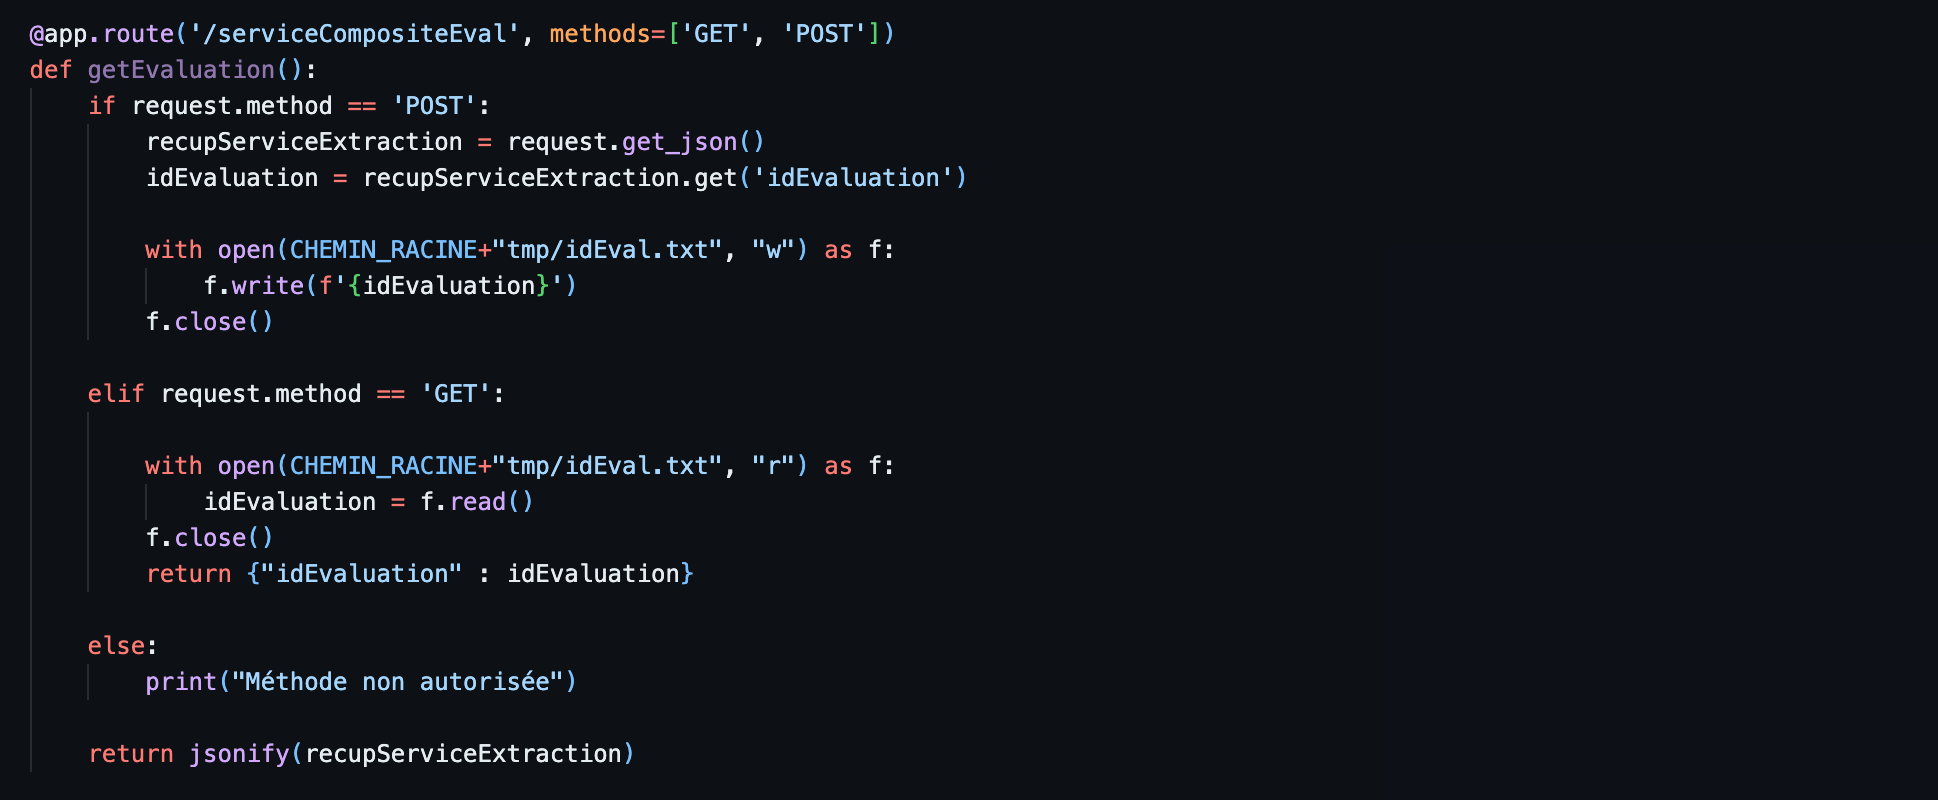 @app.route('/serviceCompositeEval', methods=['GET', 'POST'])
def getEvaluation():
    if request.method == 'POST':
        recupServiceExtraction = request.get_json()
        idEvaluation = recupServiceExtraction.get('idEvaluation')

        with open(CHEMIN_RACINE+"tmp/idEval.txt", "w") as f:
            f.write(f'{idEvaluation}')
        f.close()

    elif request.method == 'GET':

        with open(CHEMIN_RACINE+"tmp/idEval.txt", "r") as f:
            idEvaluation = f.read()
        f.close()
        return {"idEvaluation" : idEvaluation}

    else:
        print("Méthode non autorisée")

    return jsonify(recupServiceExtraction)